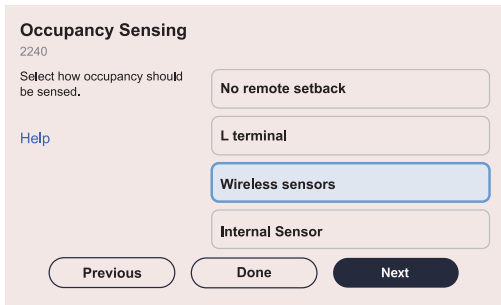 Occupancy Sensing
2240
Select how occupancy should
be sensed.
Help
No remote setback
L terminal
Wireless sensors
Internal Sensor
Previous
Done
Next